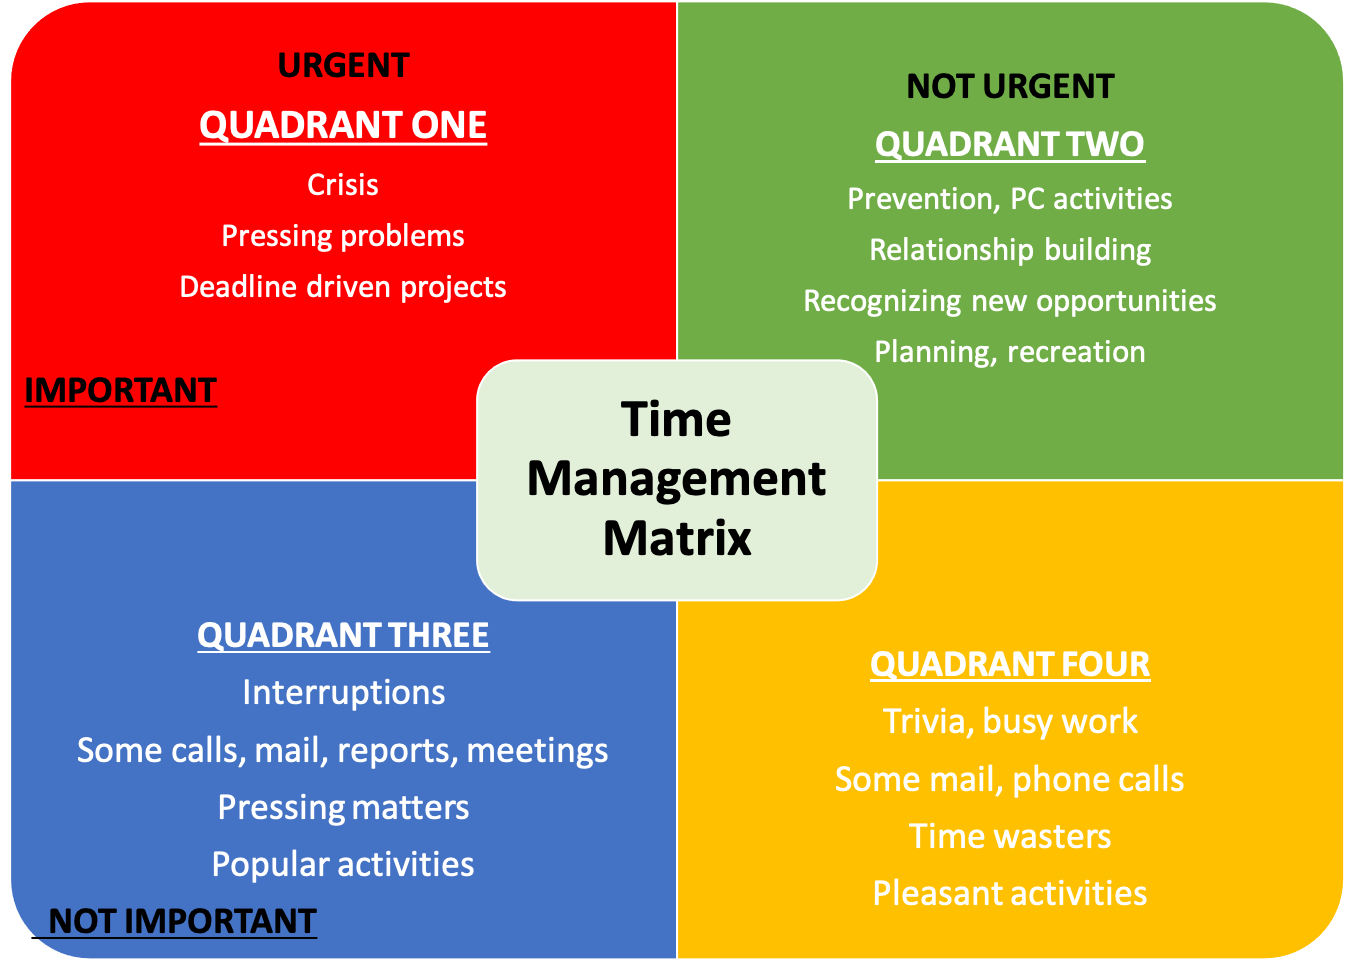 URGENT
QUADRANT ONE
Crisis
Pressing problems
Deadline driven projects
IMPORTANT
NOT URGENT
QUADRANT TWO
Prevention, PC activities
Relationship building
Recognizing new opportunities
Planning, recreation
Time
Management
Matrix
QUADRANT THREE
Interruptions
Some calls, mail, reports, meetings
Pressing matters
Popular activities
NOT IMPORTANT
QUADRANT FOUR
Trivia, busy work
Some mail, phone calls
Time wasters
Pleasant activities